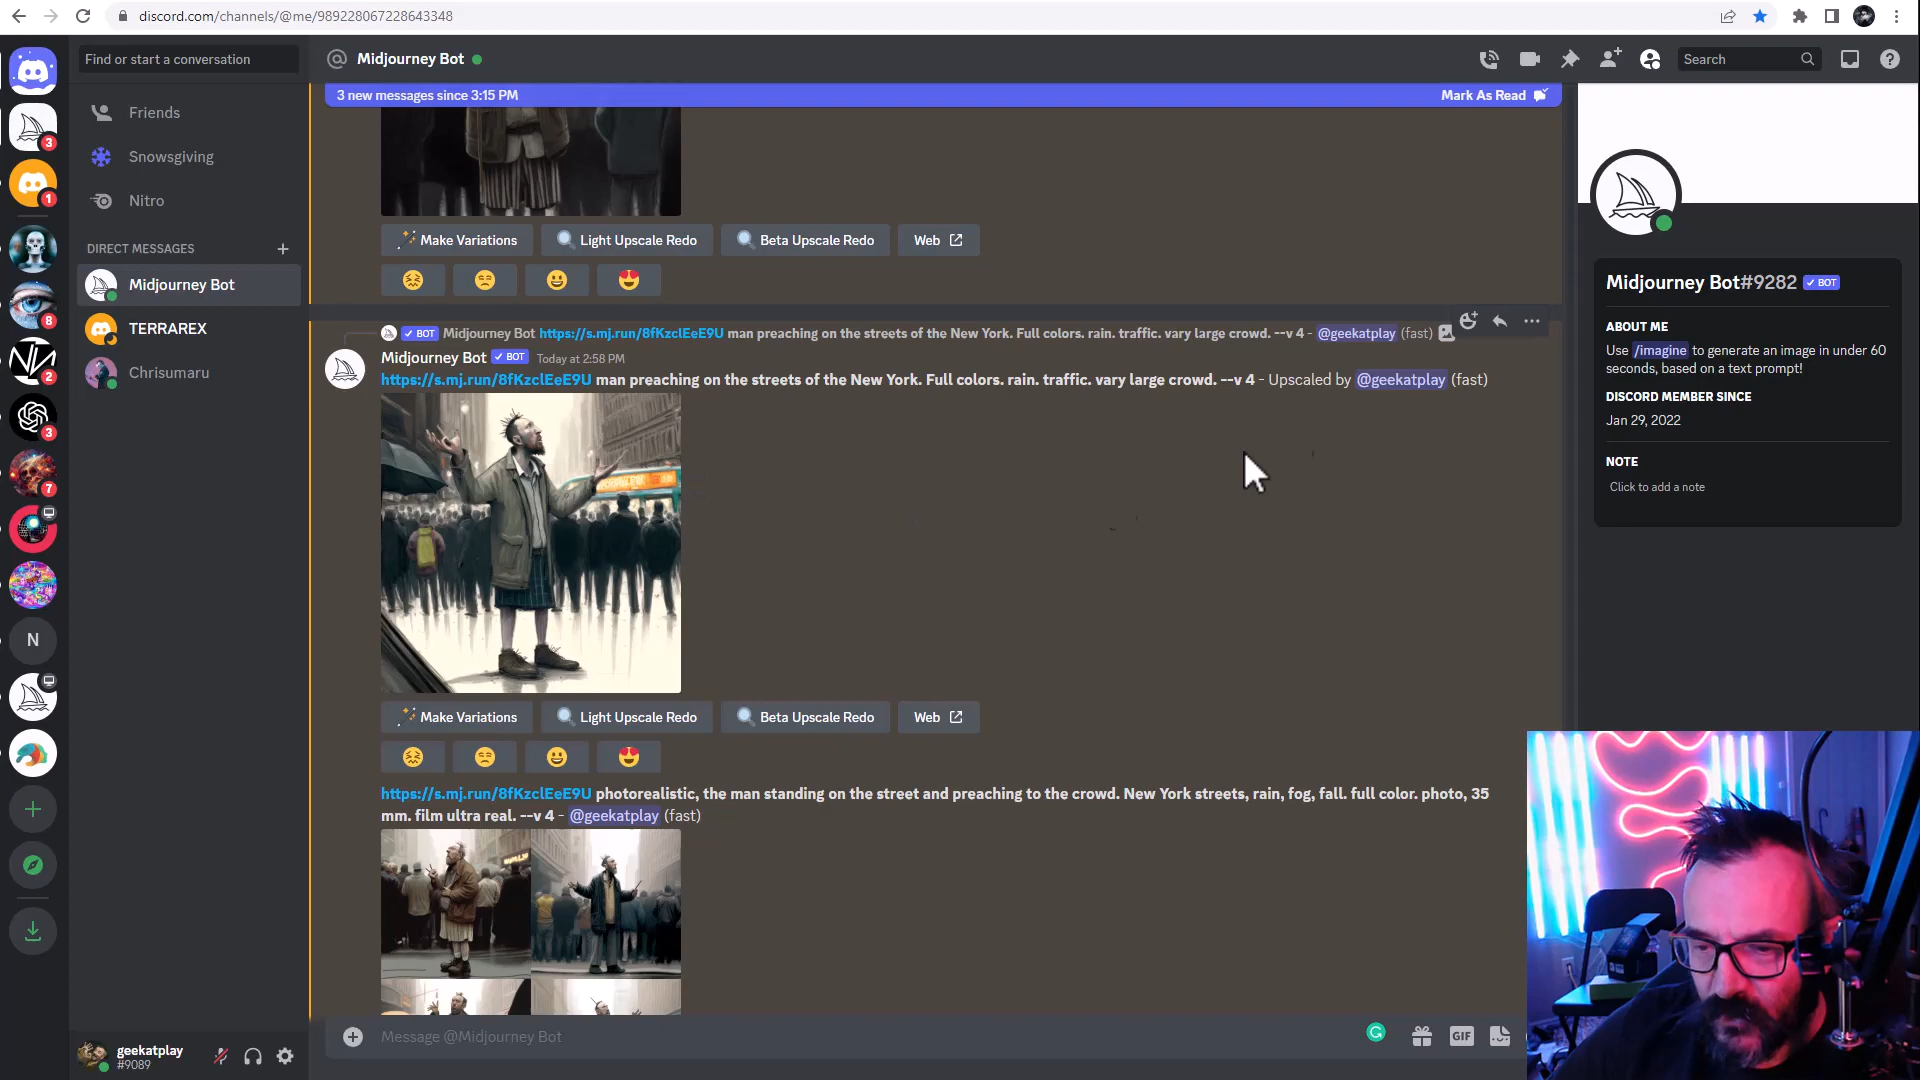 discord.com/channels/@me/989228067228643348
Find or start a conversation
Midjourney Bot
Search
3 new messages since 3:15 PM
Mark As Read
Friends
Snowsgiving
Nitro
DIRECT MESSAGES
Midjourney Bot
TERRAREX
Chrisumaru
3
1
8
2
3
7
N
geekatplay
#9089
Make Variations
Light Upscale Redo
Beta Upscale Redo
Web
BOT Midjourney Bot https://s.mj.run/8fKzclEeE9U man preaching on the streets of the New York. Full colors. rain. traffic. vary large crowd. --v 4 - @geekatplay (fast)
Midjourney Bot BOT Today at 2:58 PM
https://s.mj.run/8fKzclEeE9U man preaching on the streets of the New York. Full colors. rain. traffic. vary large crowd. --v 4 - Upscaled by @geekatplay (fast)
Make Variations
Light Upscale Redo
Beta Upscale Redo
Web
https://s.mj.run/8fKzclEeE9U photorealistic, the man standing on the street and preaching to the crowd. New York streets, rain, fog, fall. full color. photo, 35
mm. film ultra real. --v 4 - @geekatplay (fast)
Message @Midjourney Bot
GIF
Midjourney Bot#9282 BOT
ABOUT ME
Use /imagine to generate an image in under 60
seconds, based on a text prompt!
DISCORD MEMBER SINCE
Jan 29, 2022
NOTE
Click to add a note